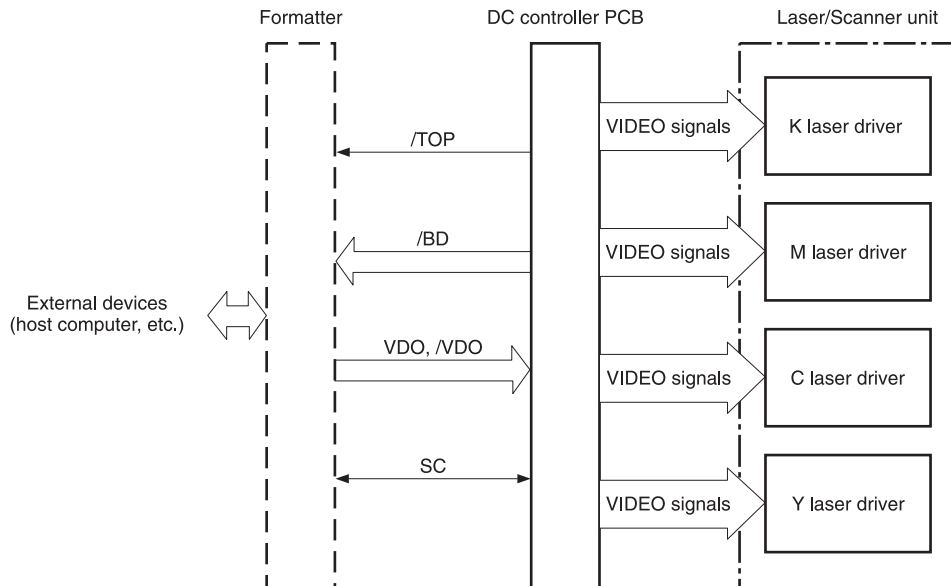 Formatter
DC controller PCB
Laser/Scanner unit
VIDEO signals
K laser driver
/TOP
/BD
VIDEO signals
M laser driver
External devices
(host computer, etc.)
VDO, /VDO
VIDEO signals
C laser driver
SC
VIDEO signals
Y laser driver